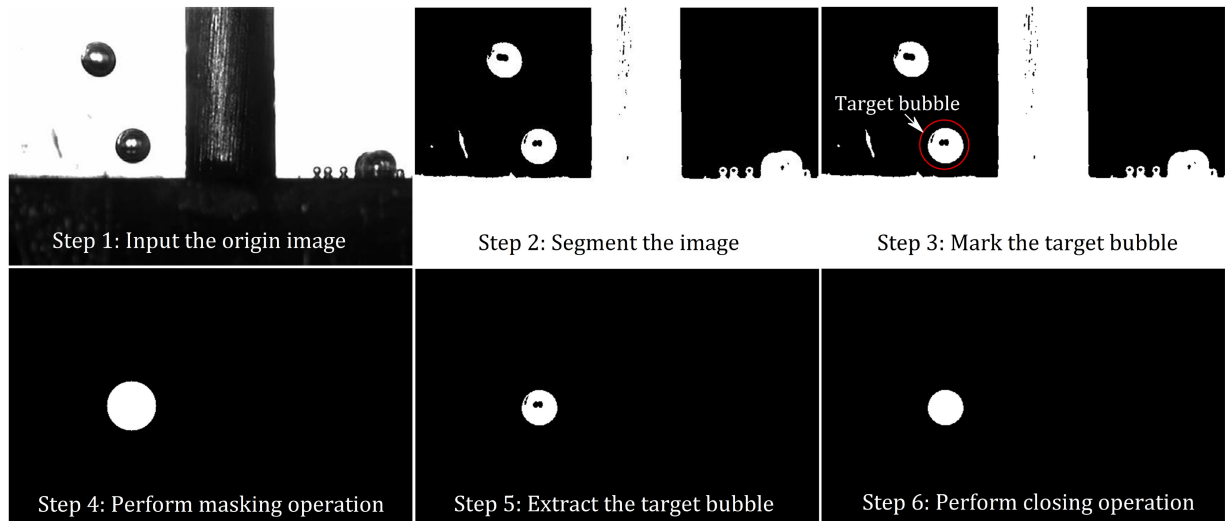 Step 1: Input the origin image
Step 2: Segment the image
Target bubble
Step 3: Mark the target bubble
Step 4: Perform masking operation
Step 5: Extract the target bubble
Step 6: Perform closing operation